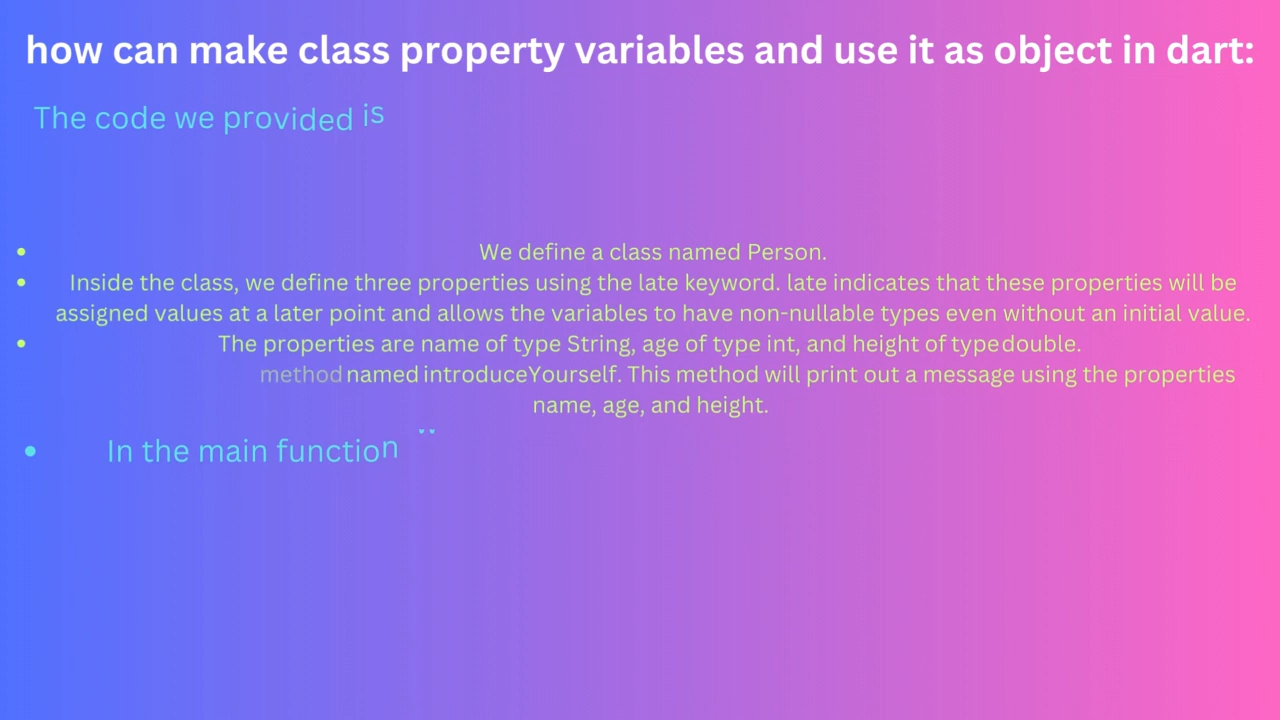 how can make class property variables and use it as object in dart:
The code we provided is
• We define a class named Person.
• Inside the class, we define three properties using the late keyword. late indicates that these properties will be
assigned values at a later point and allows the variables to have non-nullable types even without an initial value.
• The properties are name of type String, age of type int, and height of type double.
method named introduceYourself. This method will print out a message using the properties
name, age, and height.
• In the main function